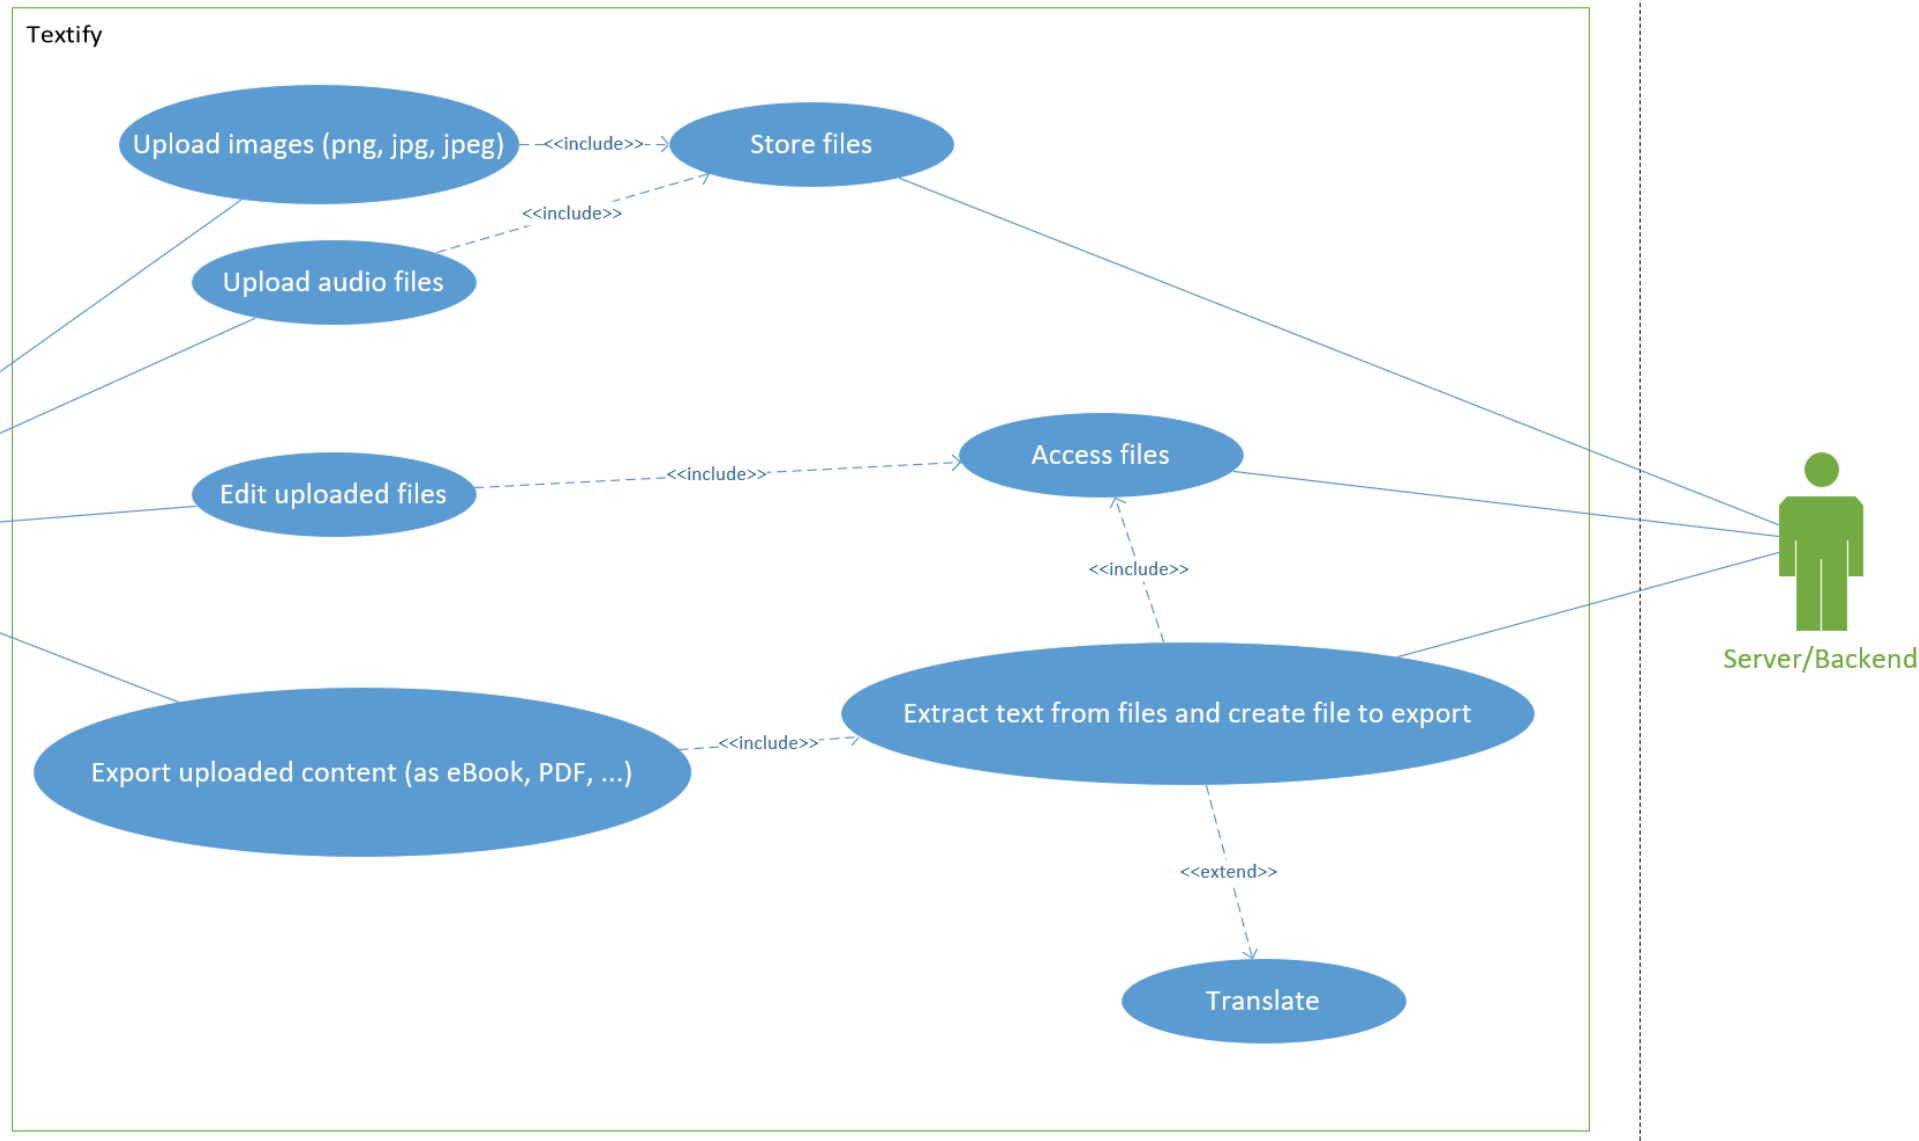 Textify
Upload images (png, jpg, jpeg)
<<include>>
Store files
<<include>>
Upload audio files
Access files
<<include>>
Edit uploaded files
<<include>>
Server/Backend
Extract text from files and create file to export
<<include>>
Export uploaded content (as eBook, PDF, ...)
<<extend>>
Translate